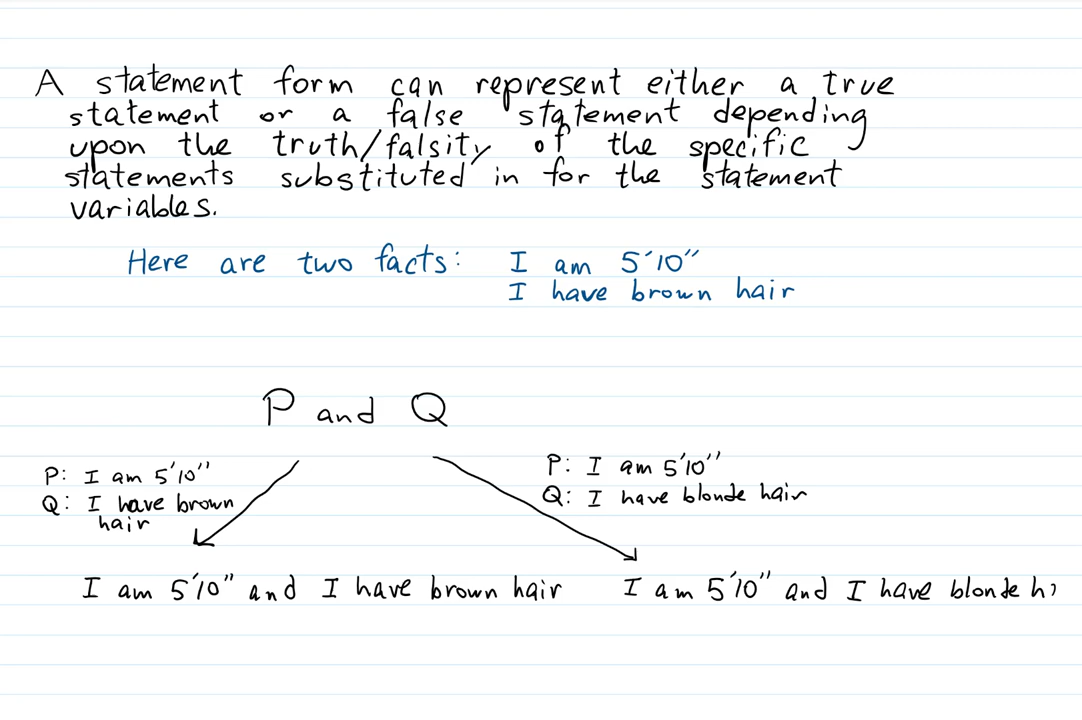 A statement form can represent either a true
statement or a false statement depending
upon the truth/falsity of the specific
statements substituted in for the statement
variables.
Here are two facts: I am 5'10"
I have brown hair
P and Q
P: I am 5'10"
Q: I have brown
hair
P: I am 5'10"
Q: I have blonde hair
I am 5'10" and I have brown hair
I am 5'10" and I have blonde